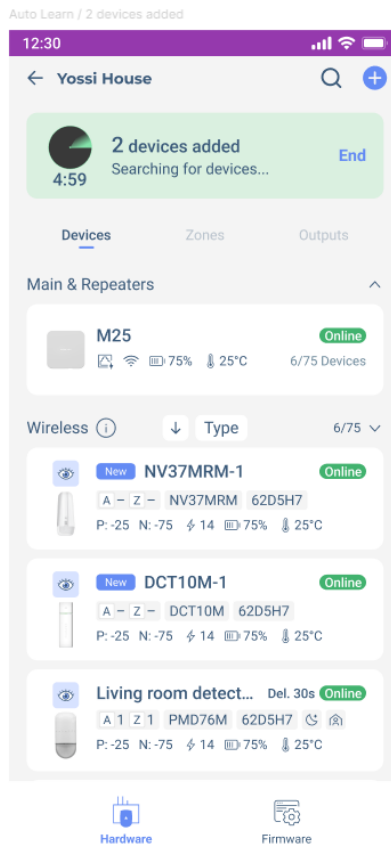 Auto Learn / 2 devices added
12:30
Yossi House
2 devices added
Searching for devices...
End
4:59
Devices Zones Outputs
Main & Repeaters
M25 Online
75% 25°C 6/75 Devices
Wireless Type 6/75
New NV37MRM-1 Online
A – Z – NV37MRM 62D5H7
P: -25 N: -75 14 75% 25°C
New DCT10M-1 Online
A – Z – DCT10M 62D5H7
P: -25 N: -75 14 75% 25°C
Living room detect... Del. 30s Online
A 1 Z 1 PMD76M 62D5H7
P: -25 N: -75 14 75% 25°C
Hardware Firmware